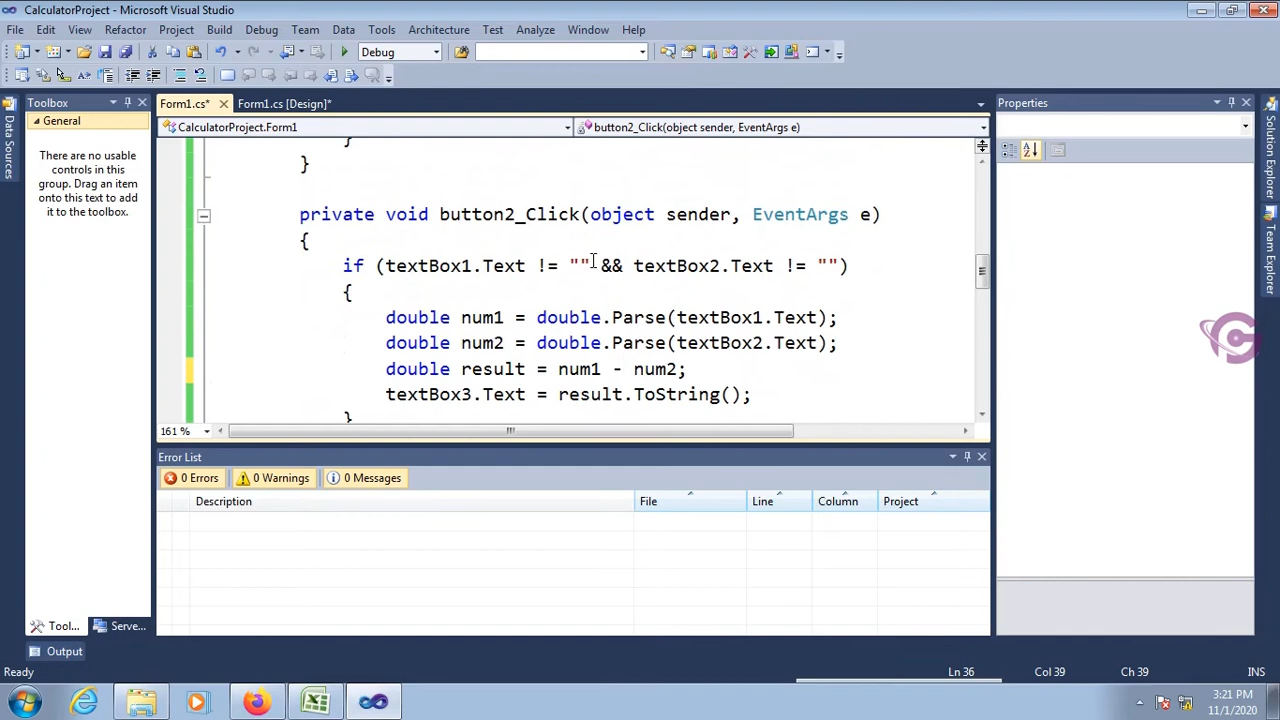 CalculatorProject - Microsoft Visual Studio
File Edit View Refactor Project Build Debug Team Data Tools Architecture Test Analyze Window Help
Debug
Toolbox
Form1.cs*
Form1.cs [Design]*
Properties
General
CalculatorProject.Form1
button2_Click(object sender, EventArgs e)
There are no usable
controls in this
group. Drag an item
onto this text to add
it to the toolbox.
Data Sources
Solution Explorer
Team Explorer
}
}
private void button2_Click(object sender, EventArgs e)
{
if (textBox1.Text != "" && textBox2.Text != "")
{
double num1 = double.Parse(textBox1.Text);
double num2 = double.Parse(textBox2.Text);
double result = num1 - num2;
textBox3.Text = result.ToString();
}
161 %
Error List
0 Errors
0 Warnings
0 Messages
Description
File
Line
Column
Project
Tool...
Serve...
Output
Ready
Ln 36
Col 39
Ch 39
INS
3:21 PM
11/1/2020